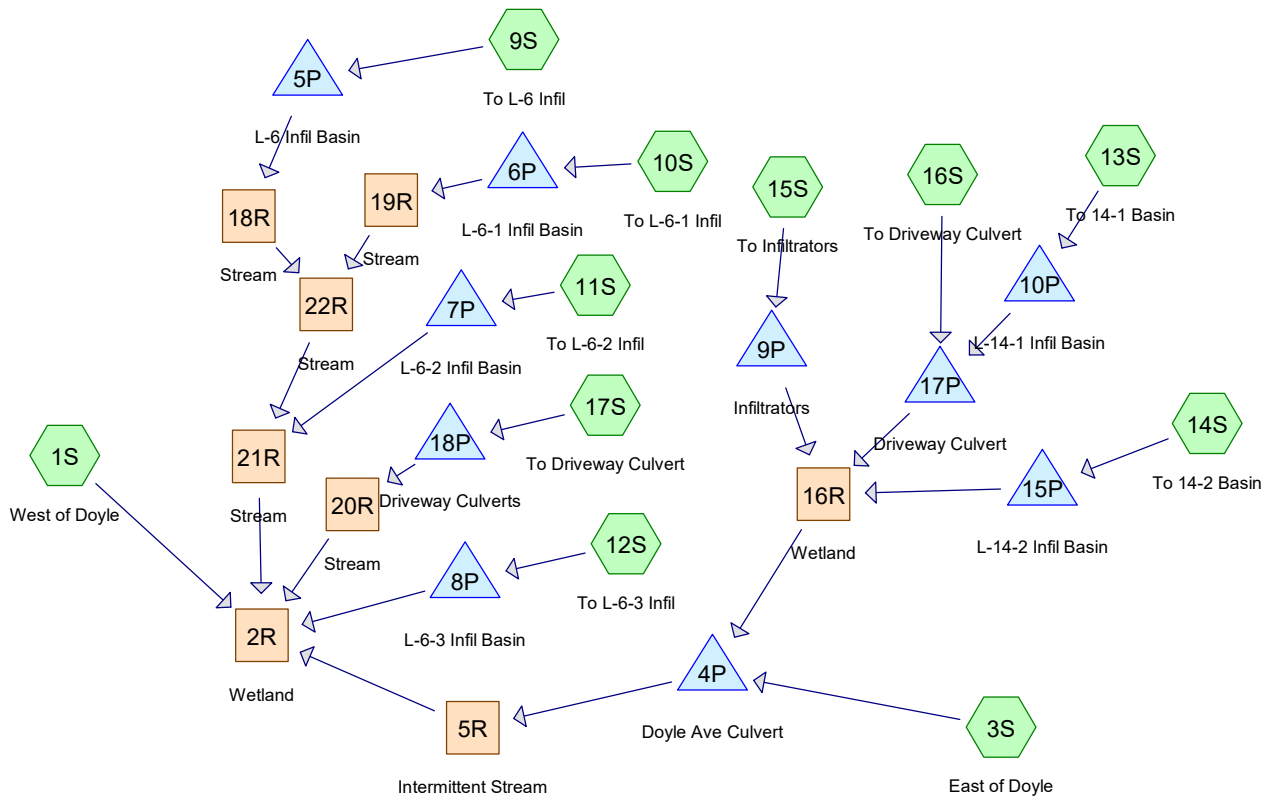 9S
To L-6 Infil
5P
L-6 Infil Basin
6P
L-6-1 Infil Basin
10S
To L-6-1 Infil
13S
To 14-1 Basin
16S
To Driveway Culvert
15S
To Infiltrators
18R
Stream
19R
Stream
22R
Stream
7P
L-6-2 Infil Basin
11S
To L-6-2 Infil
10P
L-14-1 Infil Basin
9P
Infiltrators
17P
Driveway Culvert
17S
To Driveway Culvert
14S
To 14-2 Basin
1S
West of Doyle
21R
Stream
18P
Driveway Culverts
20R
Stream
16R
Wetland
15P
L-14-2 Infil Basin
12S
To L-6-3 Infil
8P
L-6-3 Infil Basin
2R
Wetland
4P
Doyle Ave Culvert
5R
Intermittent Stream
3S
East of Doyle